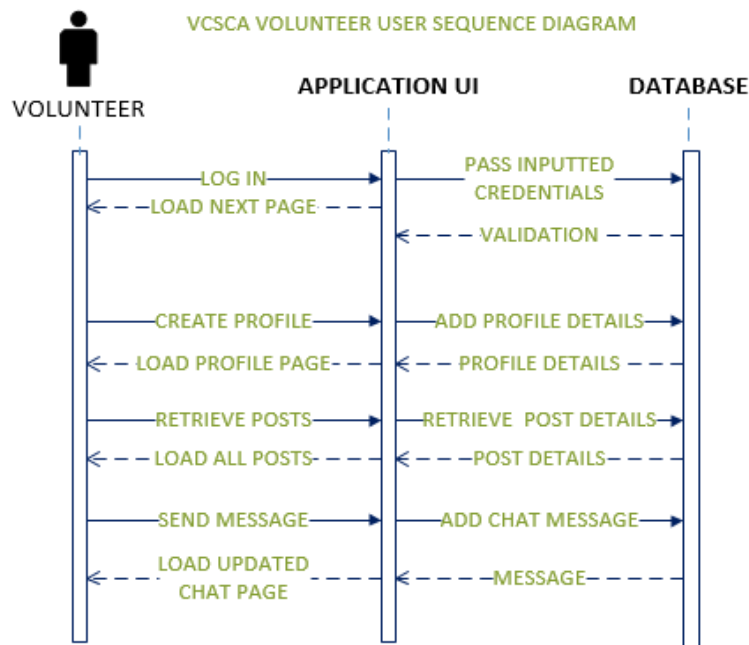 VCSCA VOLUNTEER USER SEQUENCE DIAGRAM
VOLUNTEER
APPLICATION UI
DATABASE
LOG IN
PASS INPUTTED
CREDENTIALS
LOAD NEXT PAGE
VALIDATION
CREATE PROFILE
ADD PROFILE DETAILS
LOAD PROFILE PAGE
PROFILE DETAILS
RETRIEVE POSTS
RETRIEVE POST DETAILS
LOAD ALL POSTS
POST DETAILS
SEND MESSAGE
ADD CHAT MESSAGE
LOAD UPDATED
CHAT PAGE
MESSAGE